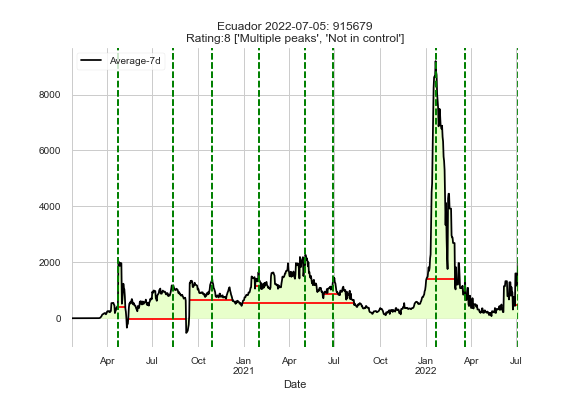 Ecuador 2022-07-05: 915679
Rating:8 ['Multiple peaks', 'Not in control']
Average-7d
8000
6000
4000
2000
0
Apr Jul Oct Jan Apr Jul Oct Jan Apr Jul
2021 2022
Date